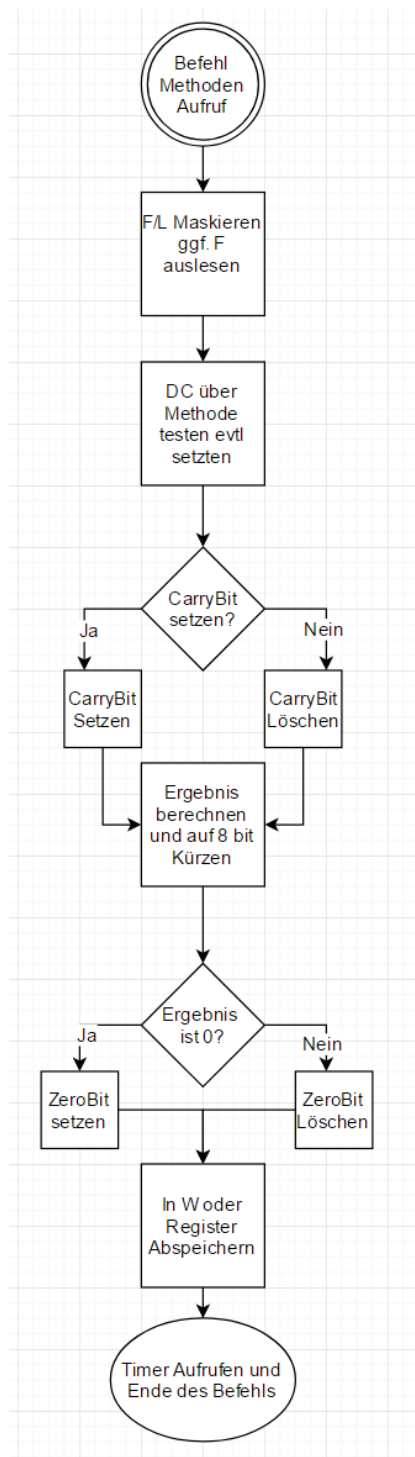 Befehl
Methoden
Aufruf
F/L Maskieren
ggf. F
auslesen
DC über
Methode
testen evtl
setzten
CarryBit
setzen?
Ja
Nein
CarryBit
Setzen
CarryBit
Löschen
Ergebnis
berechnen
und auf 8 bit
Kürzen
Ergebnis
ist 0?
Ja
Nein
ZeroBit
setzen
ZeroBit
Löschen
In W oder
Register
Abspeichern
Timer Aufrufen und
Ende des Befehls